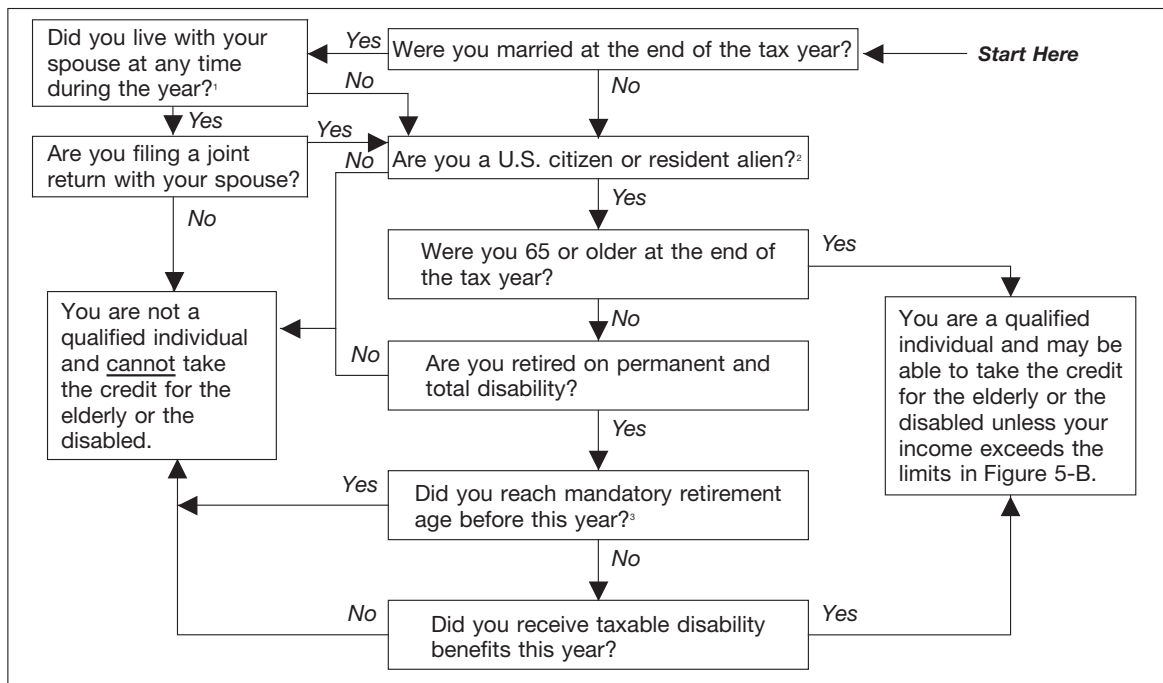 Start Here
Were you married at the end of the tax year?
Yes
No
Did you live with your
spouse at any time
during the year?¹
No
Yes
Are you filing a joint
return with your spouse?
Yes
No
Are you a U.S. citizen or resident alien?²
No
Yes
Were you 65 or older at the end of
the tax year?
Yes
No
You are not a
qualified individual
and cannot take
the credit for the
elderly or the
disabled.
Are you retired on permanent and
total disability?
No
Yes
You are a qualified
individual and may be
able to take the credit
for the elderly or the
disabled unless your
income exceeds the
limits in Figure 5-B.
Did you reach mandatory retirement
age before this year?³
Yes
No
Did you receive taxable disability
benefits this year?
No
Yes